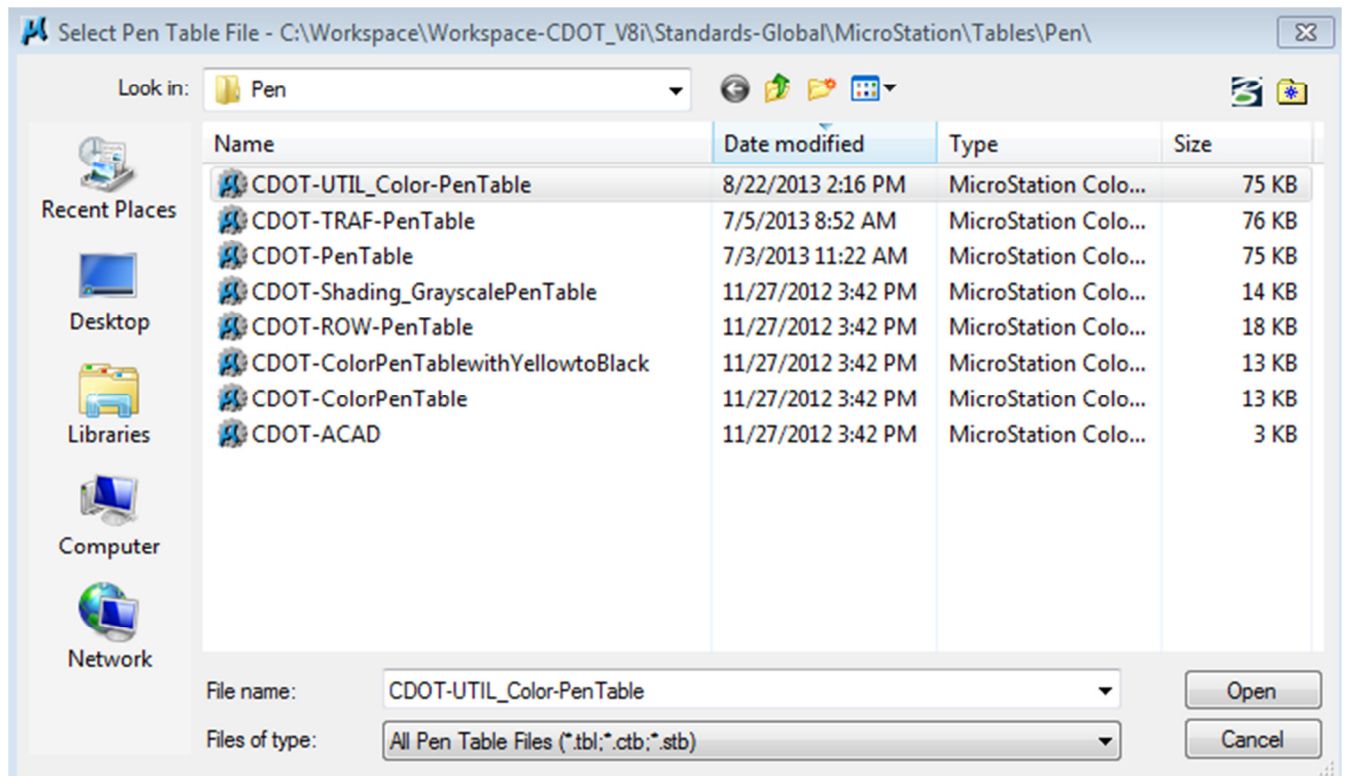 Select Pen Table File - C:\Workspace\Workspace-CDOT_V8i\Standards-Global\MicroStation\Tables\Pen\
Look in: Pen
Name Date modified Type Size
CDOT-UTIL_Color-PenTable 8/22/2013 2:16 PM MicroStation Colo... 75 KB
CDOT-TRAF-PenTable 7/5/2013 8:52 AM MicroStation Colo... 76 KB
CDOT-PenTable 7/3/2013 11:22 AM MicroStation Colo... 75 KB
CDOT-Shading_GrayscalePenTable 11/27/2012 3:42 PM MicroStation Colo... 14 KB
CDOT-ROW-PenTable 11/27/2012 3:42 PM MicroStation Colo... 18 KB
CDOT-ColorPenTablewithYellowtoBlack 11/27/2012 3:42 PM MicroStation Colo... 13 KB
CDOT-ColorPenTable 11/27/2012 3:42 PM MicroStation Colo... 13 KB
CDOT-ACAD 11/27/2012 3:42 PM MicroStation Colo... 3 KB
Recent Places
Desktop
Libraries
Computer
Network
File name: CDOT-UTIL_Color-PenTable Open
Files of type: All Pen Table Files (*.tbl;*.ctb;*.stb) Cancel